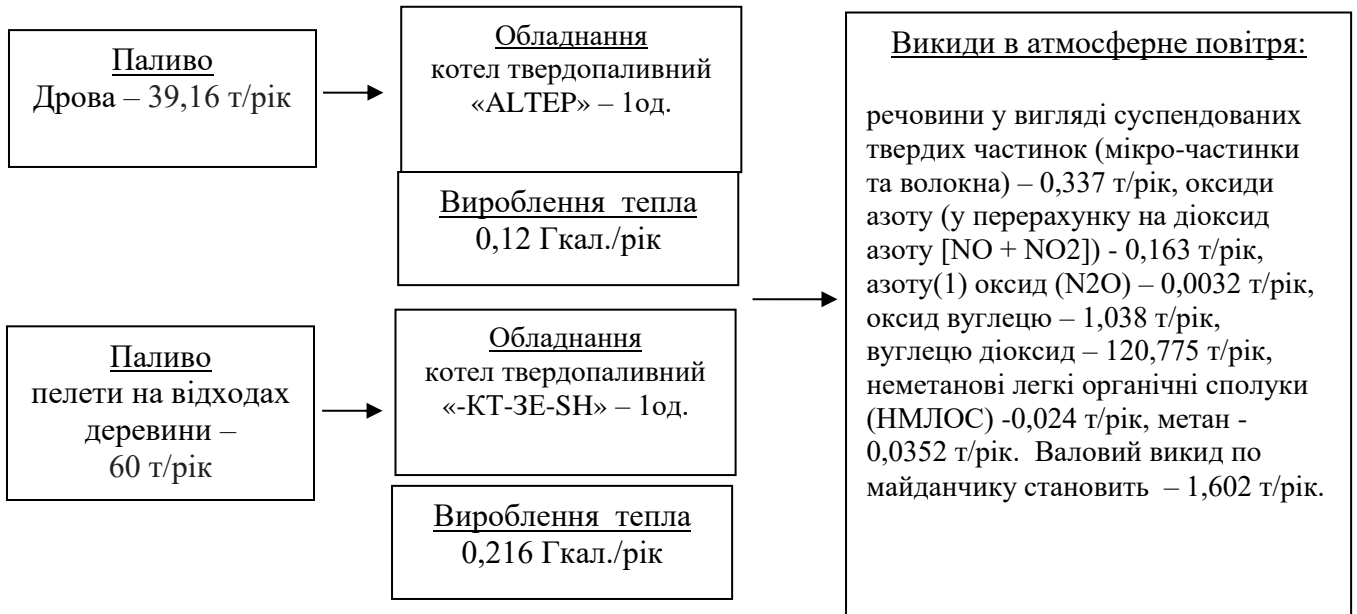 Паливо
Дрова – 39,16 т/рік
Обладнання
котел твердопаливний
«ALTEP» – 1од.
Вироблення тепла
0,12 Гкал./рік
Паливо
пелети на відходах
деревини –
60 т/рік
Обладнання
котел твердопаливний
«-КТ-3Е-SH» – 1од.
Вироблення тепла
0,216 Гкал./рік
Викиди в атмосферне повітря:
речовини у вигляді суспендованих
твердих частинок (мікро-частинки
та волокна) – 0,337 т/рік, оксиди
азоту (у перерахунку на діоксид
азоту [NO + NO2]) - 0,163 т/рік,
азоту(1) оксид (N2O) – 0,0032 т/рік,
оксид вуглецю – 1,038 т/рік,
вуглецю діоксид – 120,775 т/рік,
неметанові легкі органічні сполуки
(НМЛОС) -0,024 т/рік, метан -
0,0352 т/рік. Валовий викид по
майданчику становить – 1,602 т/рік.